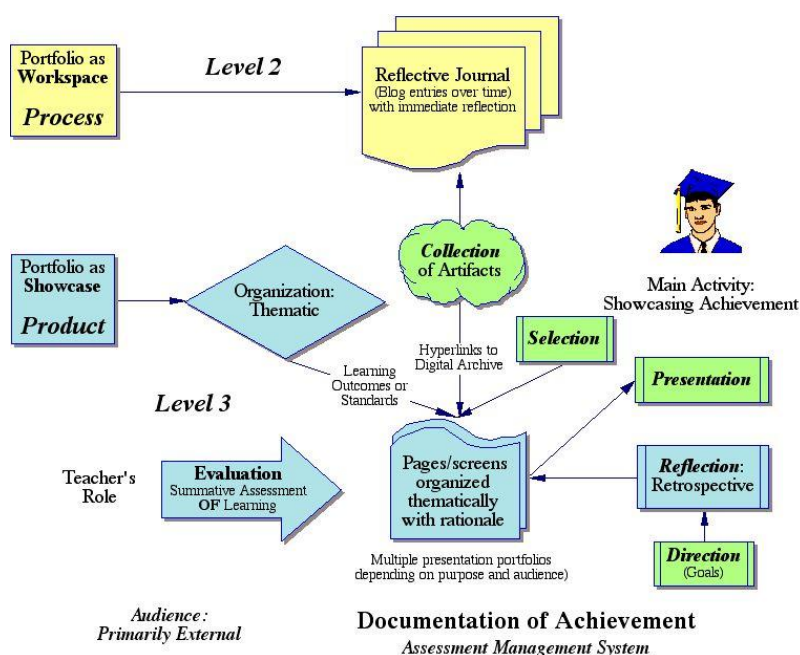 Portfolio as
Workspace
Process
Level 2
Reflective Journal
(Blog entries over time)
with immediate reflection
Collection
of Artifacts
Portfolio as
Showcase
Product
Organization:
Thematic
Main Activity:
Showcasing Achievement
Hyperlinks to
Digital Archive
Selection
Learning
Outcomes or
Standards
Presentation
Level 3
Teacher's
Role
Evaluation
Summative Assessment
OF Learning
Pages/screens
organized
thematically
with rationale
Reflection:
Retrospective
Multiple presentation portfolios
depending on purpose and audience)
Direction
(Goals)
Audience:
Primarily External
Documentation of Achievement
Assessment Management System